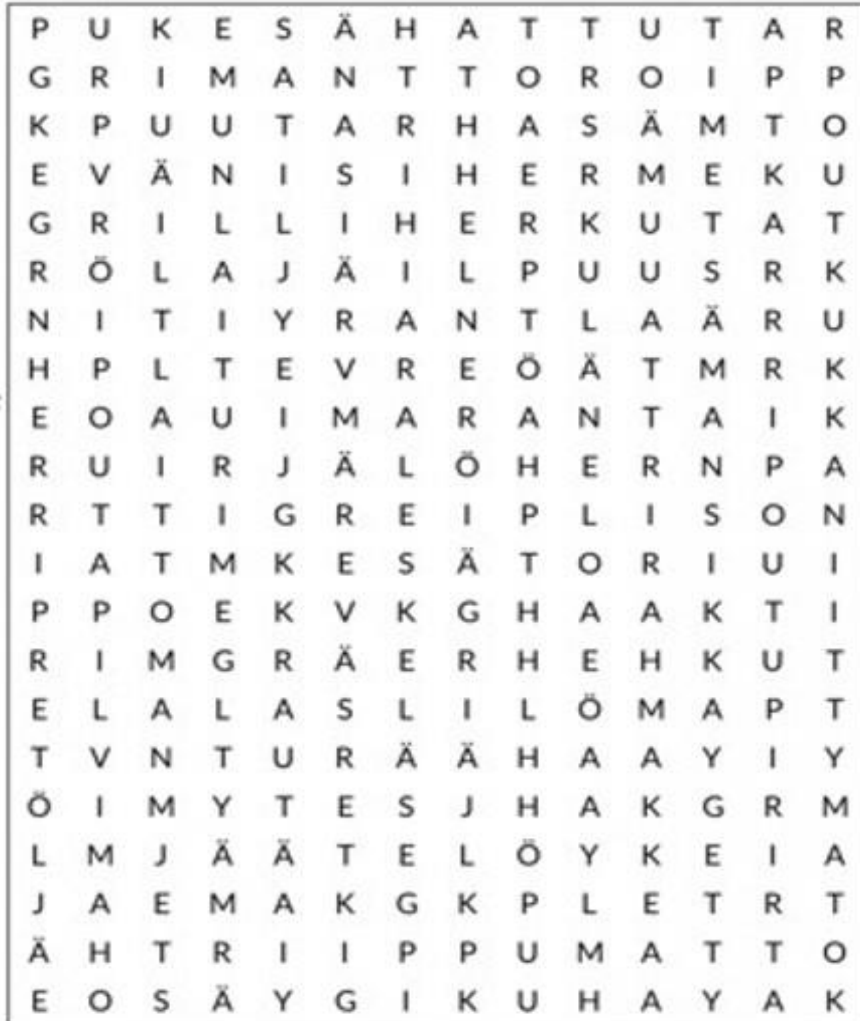 P U K E S Ä H A T T U T A R
G R I M A N T T O R O I P P
K P U U T A R H A S Ä M T O
E V Ä N I S I H E R M E K U
G R I L L I H E R K U T A T
R Ö L A J Ä I L P U U S R K
N I T I Y R A N T L A Ä R U
H P L T E V R E Ö Ä T M R K
E O A U I M A R A N T A I K
R U I R J Ä L Ö H E R N P A
R T T I G R E I P L I S O N
I A T M K E S Ä T O R I U I
P P O E K V K G H A A K T I
R I M G R Ä E R H E H K U T
E L A L A S L I L Ö M A P T
T V N T U R Ä Ä H A A Y I Y
Ö I M Y T E S J H A K G R M
L M J Ä Ä T E L Ö Y K E I A
J A E M A K G K P L E T R T
Ä H T R I I P P U M A T T O
E O S Ä Y G I K U H A Y A K